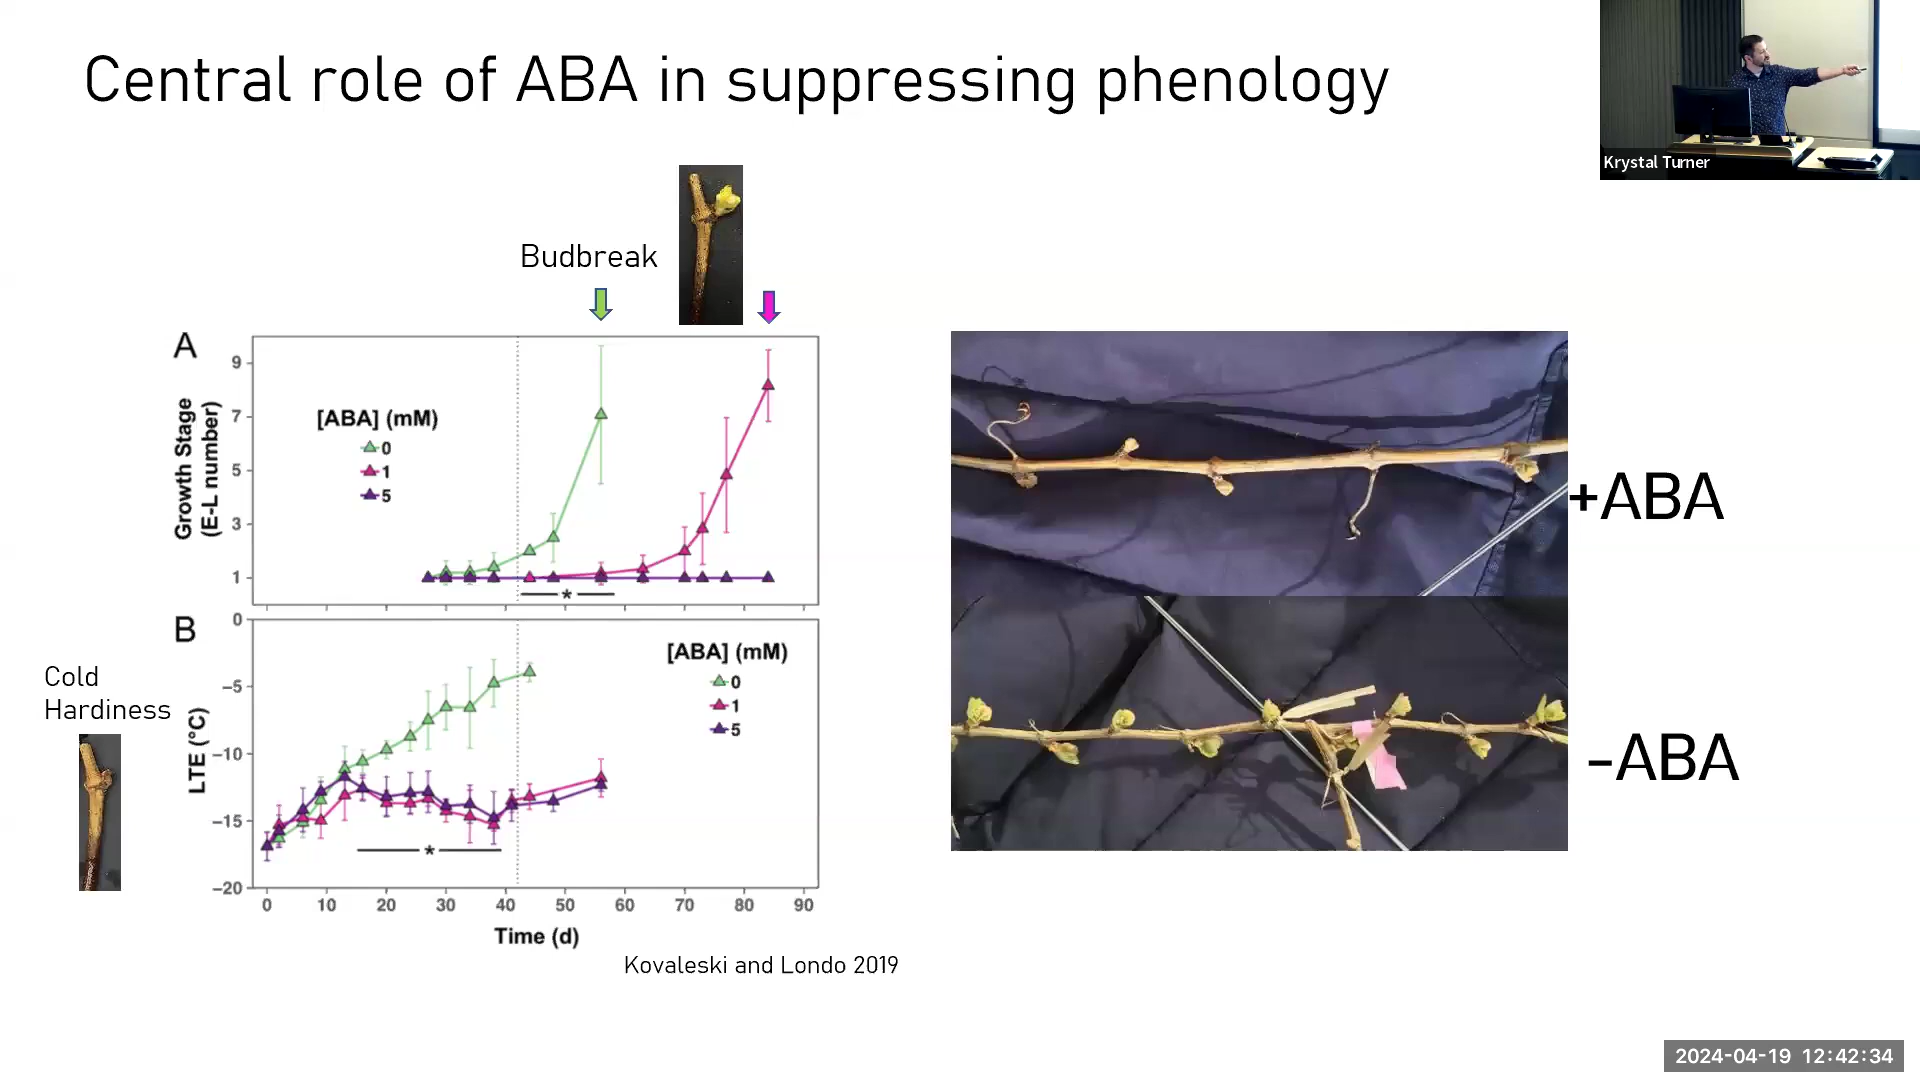 Central role of ABA in suppressing phenology
Krystal Turner
Budbreak
A
Growth Stage
(E-L number)
9
7
5
3
1
[ABA] (mM)
0
1
5
*
B
Cold
Hardiness
LTE (°C)
0
−5
−10
−15
−20
[ABA] (mM)
0
1
5
*
0 10 20 30 40 50 60 70 80 90
Time (d)
Kovaleski and Londo 2019
+ABA
-ABA
2024-04-19 12:42:34